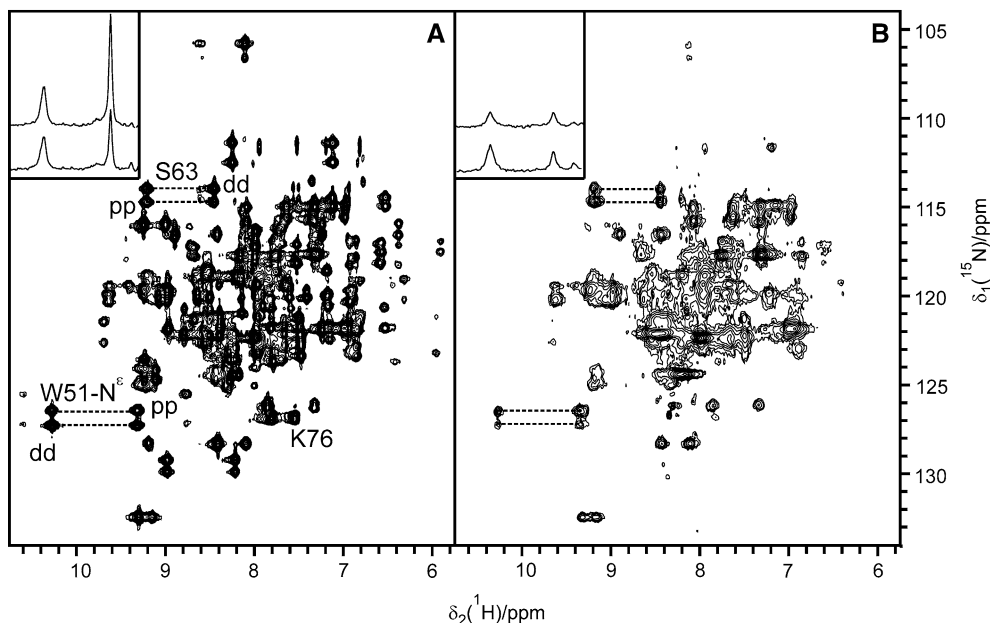 A
B
105
110
115
120
125
130
δ₁(¹⁵N)/ppm
S63
dd
pp
W51-Nᵋ
pp
dd
K76
10 9 8 7 6
10 9 8 7 6
δ₂(¹H)/ppm